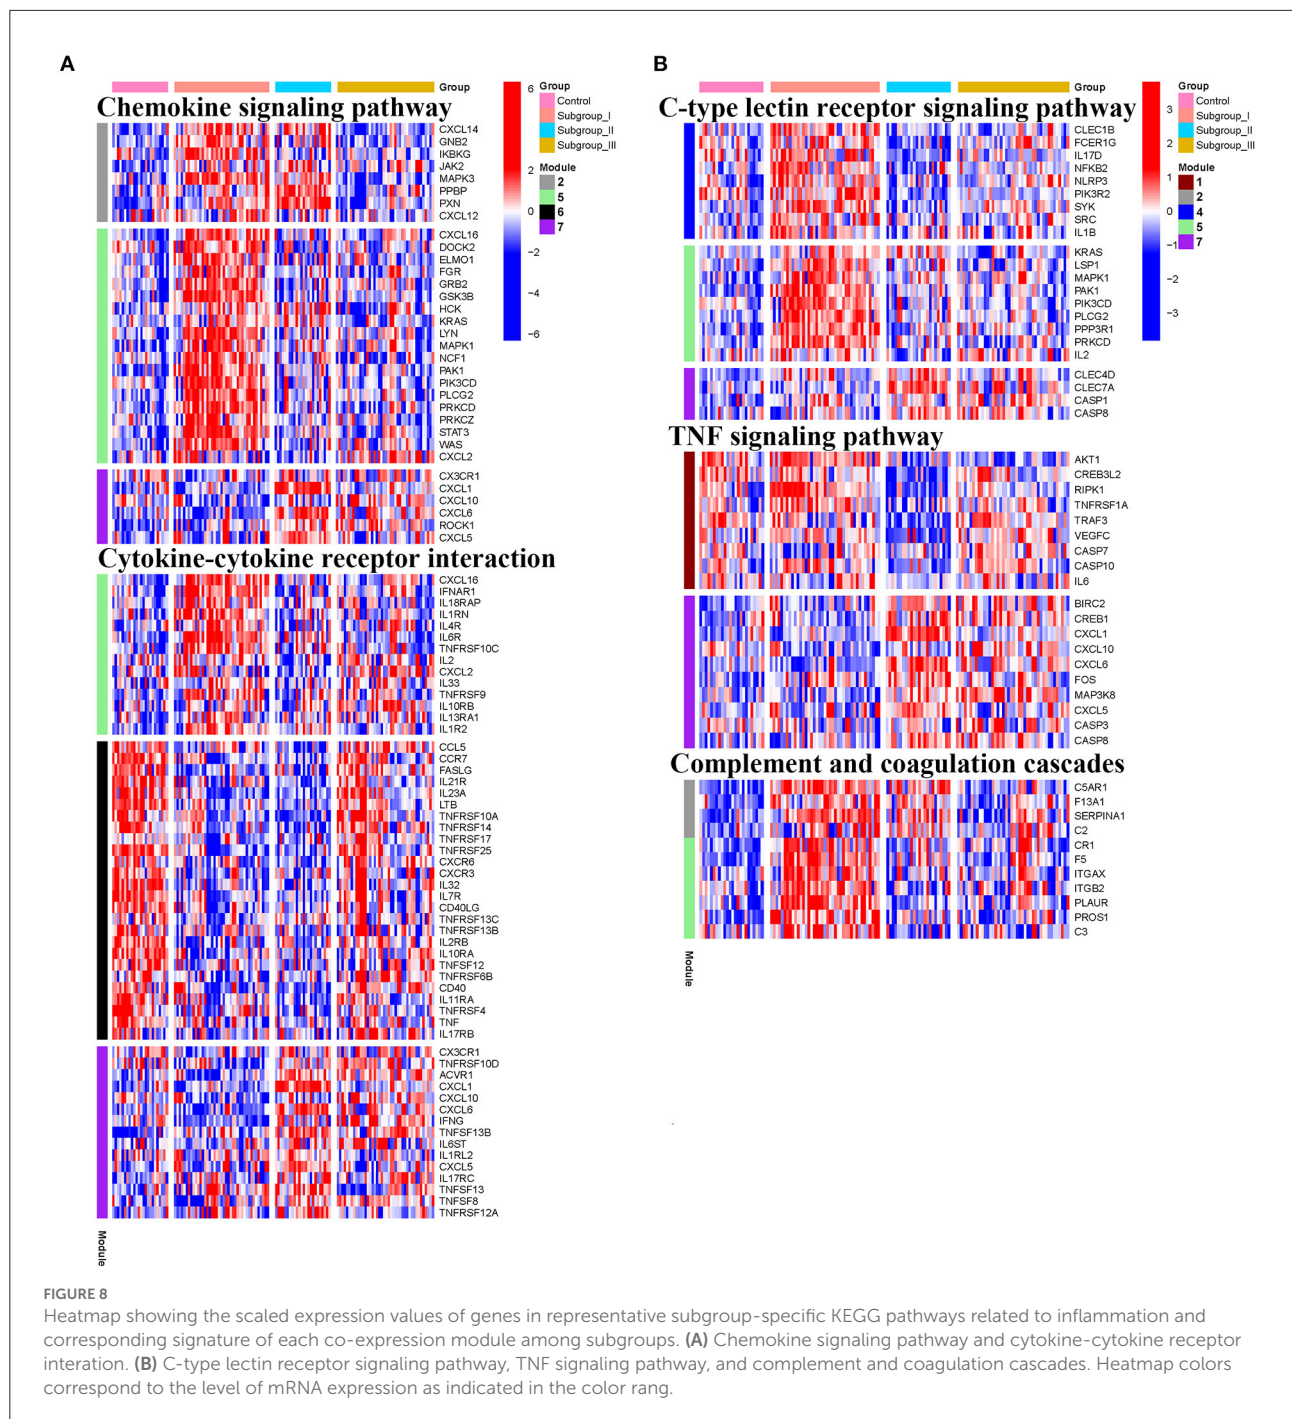 A
Group
Chemokine signaling pathway
CXCL14
GNB2
IKBKG
JAK2
MAPK3
PPBP
PXN
CXCL12
CXCL16
DOCK2
ELMO1
FGR
GRB2
GSK3B
HCK
KRAS
LYN
MAPK1
NCF1
PAK1
PIK3CD
PLCG2
PRKCD
PRKCZ
STAT3
WAS
CXCL2
CX3CR1
CXCL1
CXCL10
CXCL6
ROCK1
CXCL5
Cytokine-cytokine receptor interaction
CXCL16
IFNAR1
IL18RAP
IL1RN
IL4R
IL6R
TNFRSF10C
IL2
CXCL2
IL33
TNFRSF9
IL10RB
IL13RA1
IL1R2
CCL5
CCR7
FASLG
IL21R
IL23A
LTB
TNFRSF10A
TNFRSF14
TNFRSF17
TNFRSF25
CXCR6
CXCR3
IL32
IL7R
CD40LG
TNFRSF13C
TNFRSF13B
IL2RB
IL10RA
TNFSF12
TNFRSF6B
CD40
IL11RA
TNFRSF4
TNF
IL17RB
CX3CR1
TNFRSF10D
ACVR1
CXCL1
CXCL10
CXCL6
IFNG
TNFSF13B
IL6ST
IL1RL2
CXCL5
IL17RC
TNFSF13
TNFSF8
TNFRSF12A
Module
6
4
2
0
−2
−4
−6
Group
Control
Subgroup_I
Subgroup_II
Subgroup_III
Module
2
5
6
7
B
Group
C-type lectin receptor signaling pathway
CLEC1B
FCER1G
IL17D
NFKB2
NLRP3
PIK3R2
SYK
SRC
IL1B
KRAS
LSP1
MAPK1
PAK1
PIK3CD
PLCG2
PPP3R1
PRKCD
IL2
CLEC4D
CLEC7A
CASP1
CASP8
TNF signaling pathway
AKT1
CREB3L2
RIPK1
TNFRSF1A
TRAF3
VEGFC
CASP7
CASP10
IL6
BIRC2
CREB1
CXCL1
CXCL10
CXCL6
FOS
MAP3K8
CXCL5
CASP3
CASP8
Complement and coagulation cascades
C5AR1
F13A1
SERPINA1
C2
CR1
F5
ITGAX
ITGB2
PLAUR
PROS1
C3
Module
3
2
1
0
−1
−2
−3
Group
Control
Subgroup_I
Subgroup_II
Subgroup_III
Module
1
2
4
5
7
FIGURE 8
Heatmap showing the scaled expression values of genes in representative subgroup-specific KEGG pathways related to inflammation and
corresponding signature of each co-expression module among subgroups. (A) Chemokine signaling pathway and cytokine-cytokine receptor
interation. (B) C-type lectin receptor signaling pathway, TNF signaling pathway, and complement and coagulation cascades. Heatmap colors
correspond to the level of mRNA expression as indicated in the color rang.